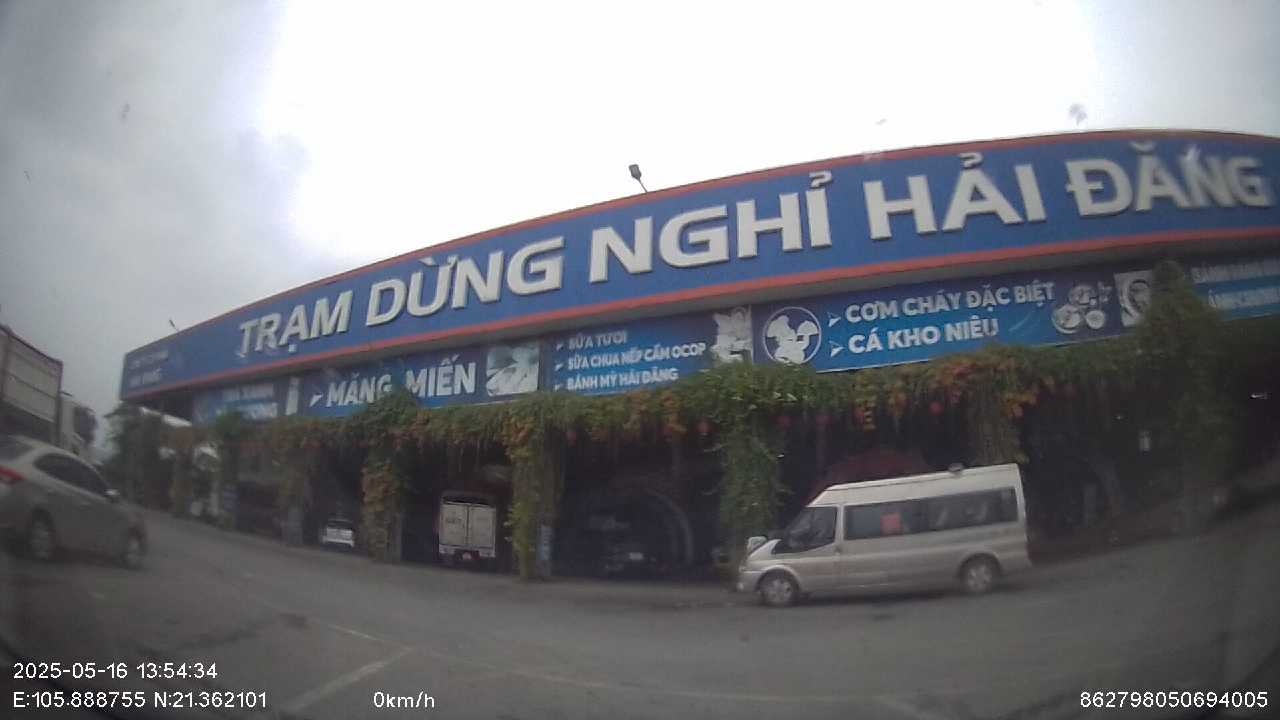 TRẠM DỪNG NGHỈ HẢI ĐĂNG
MĂNG, MIẾN
SỮA TƯƠI
SỮA CHUA NẾP CẨM OCOP
BÁNH MỲ HẢI ĐĂNG
CƠM CHÁY ĐẶC BIỆT
CÁ KHO NIÊU
2025-05-16 13:54:34
E:105.888755 N:21.362101
0km/h
862798050694005